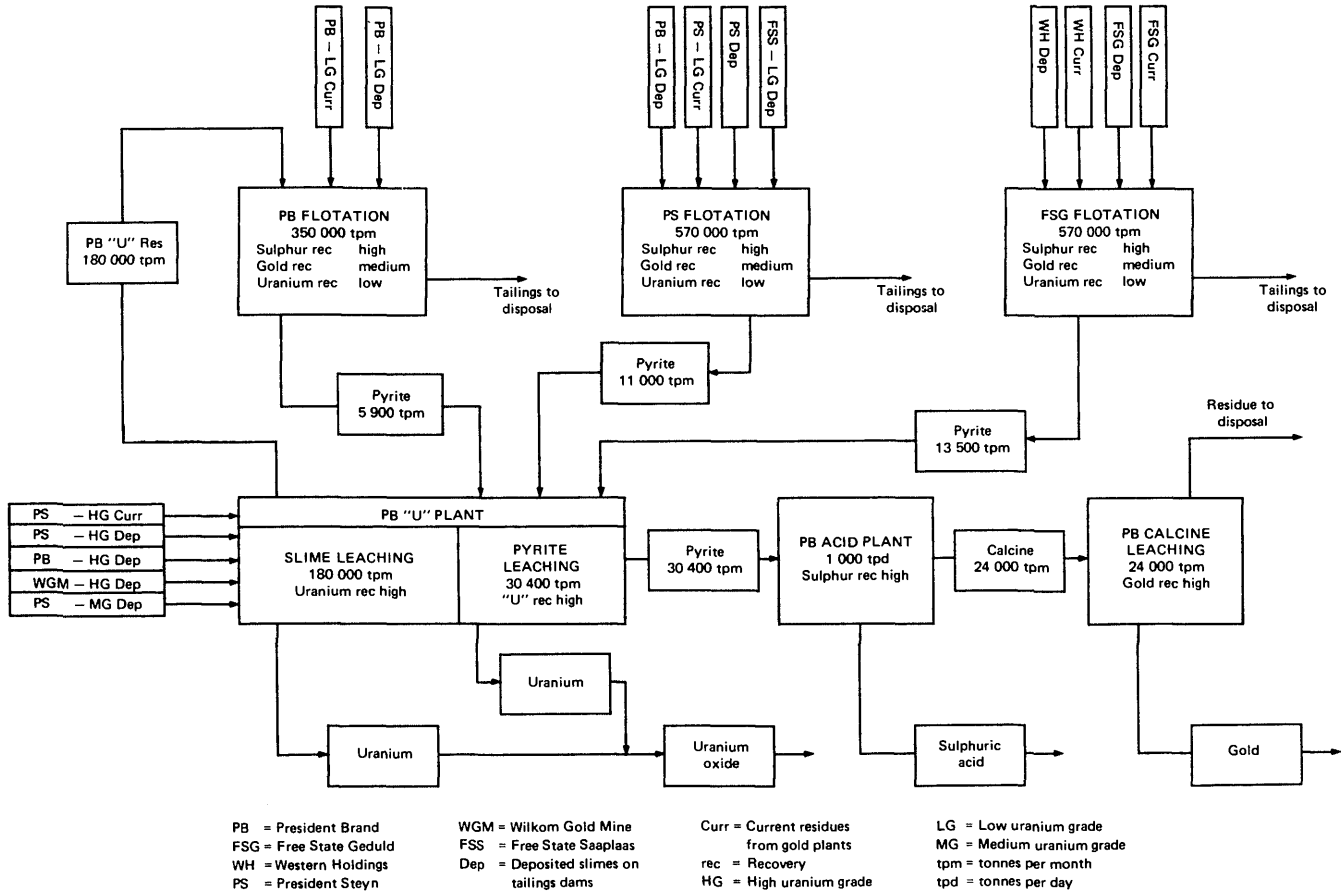 PB – LG Curr
PB – LG Dep
PB – LG Dep
PS – LG Curr
PS Dep
FSS – LG Dep
WH Dep
WH Curr
FSG Dep
FSG Curr
PB "U" Res
180 000 tpm
PB FLOTATION
350 000 tpm
Sulphur rec high
Gold rec medium
Uranium rec low
Tailings to
disposal
PS FLOTATION
570 000 tpm
Sulphur rec high
Gold rec medium
Uranium rec low
Tailings to
disposal
FSG FLOTATION
570 000 tpm
Sulphur rec high
Gold rec medium
Uranium rec low
Tailings to
disposal
Pyrite
5 900 tpm
Pyrite
11 000 tpm
Pyrite
13 500 tpm
Residue to
disposal
PS – HG Curr
PS – HG Dep
PB – HG Dep
WGM – HG Dep
PS – MG Dep
PB "U" PLANT
SLIME LEACHING
180 000 tpm
Uranium rec high
PYRITE
LEACHING
30 400 tpm
"U" rec high
Pyrite
30 400 tpm
PB ACID PLANT
1 000 tpd
Sulphur rec high
Calcine
24 000 tpm
PB CALCINE
LEACHING
24 000 tpm
Gold rec high
Uranium
Uranium
Uranium
oxide
Sulphuric
acid
Gold
PB = President Brand
FSG = Free State Geduld
WH = Western Holdings
PS = President Steyn
WGM = Wilkom Gold Mine
FSS = Free State Saaplaas
Dep = Deposited slimes on
tailings dams
Curr = Current residues
from gold plants
rec = Recovery
HG = High uranium grade
LG = Low uranium grade
MG = Medium uranium grade
tpm = tonnes per month
tpd = tonnes per day